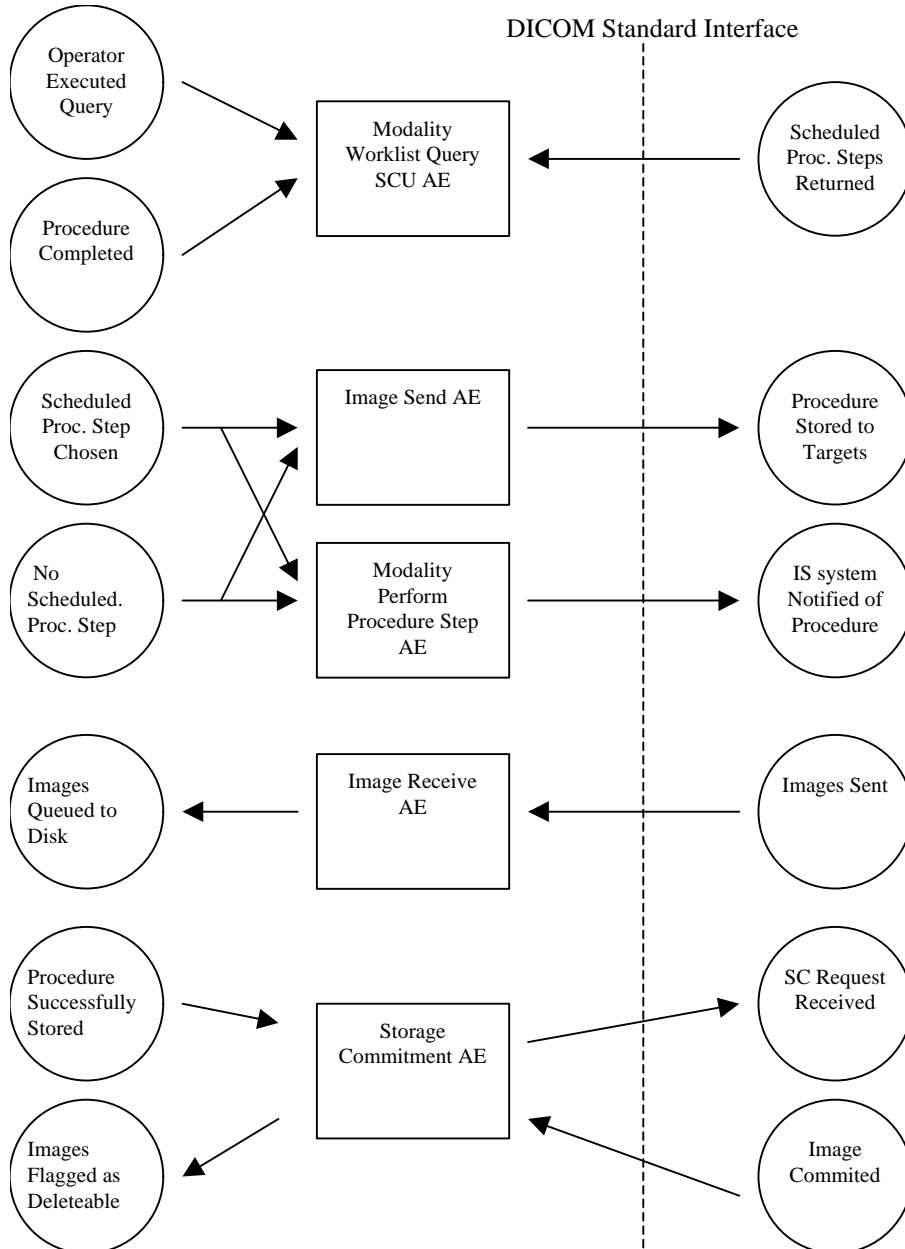 DICOM Standard Interface
Operator
Executed
Query
Modality
Worklist Query
SCU AE
Scheduled
Proc. Steps
Returned
Procedure
Completed
Scheduled
Proc. Step
Chosen
Image Send AE
Procedure
Stored to
Targets
No
Scheduled.
Proc. Step
Modality
Perform
Procedure Step
AE
IS system
Notified of
Procedure
Images
Queued to
Disk
Image Receive
AE
Images Sent
Procedure
Successfully
Stored
Storage
Commitment AE
SC Request
Received
Images
Flagged as
Deleteable
Image
Commited